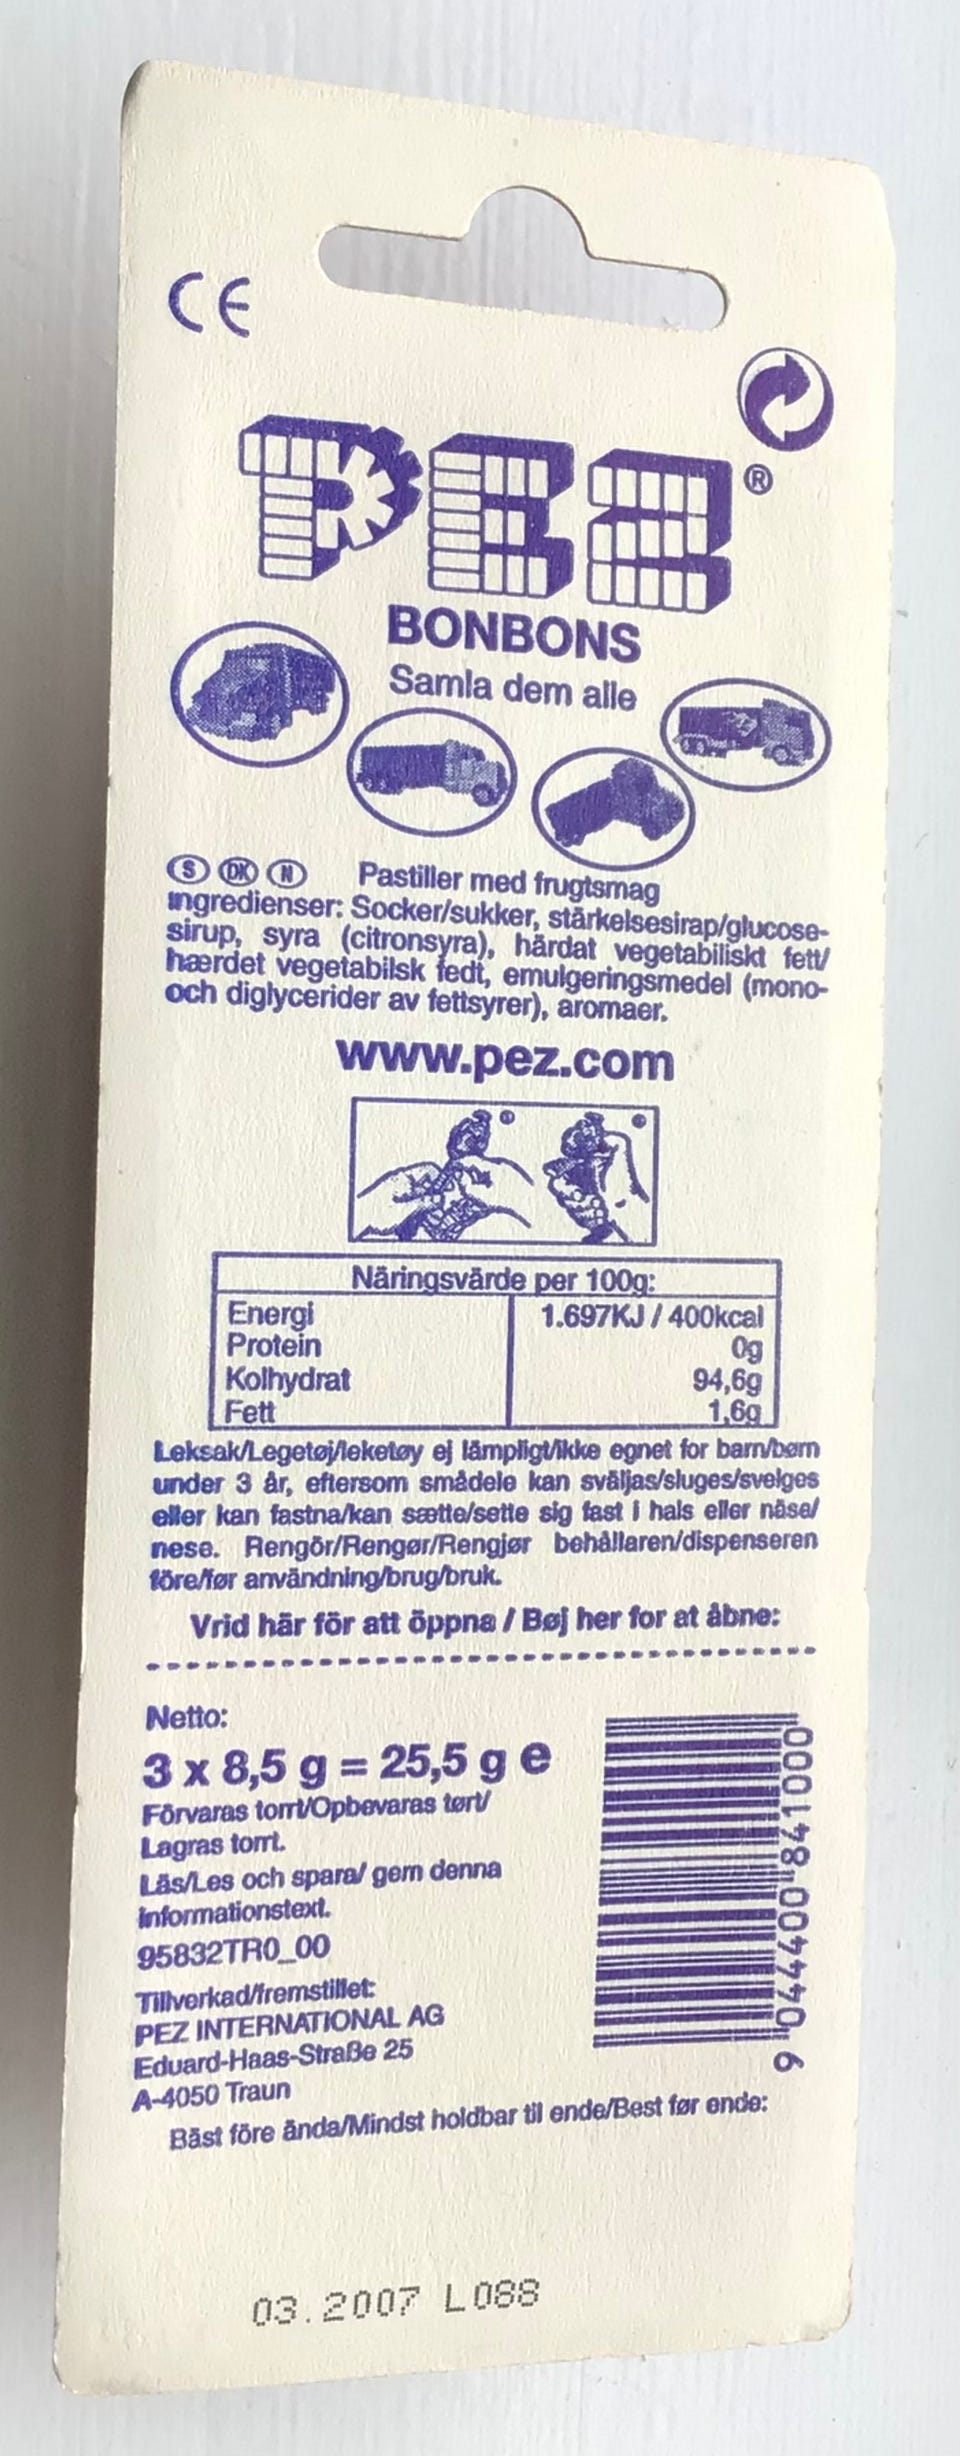 CE
PEZ®
BONBONS
Samla dem alle
S DK N Pastiller med frugtsmag
Ingredienser: Socker/sukker, stärkelsesirap/glucose-
sirup, syra (citronsyra), härdat vegetabiliskt fett/
hærdet vegetabilsk fedt, emulgeringsmedel (mono-
och diglycerider av fettsyrer), aromaer.
www.pez.com
Näringsvärde per 100g:
Energi 1.697KJ / 400kcal
Protein 0g
Kolhydrat 94,6g
Fett 1,6g
Leksak/Legetøj/leketøy ej lämpligt/ikke egnet for barn/børn
under 3 år, eftersom smådele kan sväljas/sluges/svelges
eller kan fastna/kan sætte/sette sig fast i hals eller näse/
nese. Rengör/Rengør/Rengjør behållaren/dispenseren
före/før användning/brug/bruk.
Vrid här för att öppna / Bøj her for at åbne:
Netto:
3 x 8,5 g = 25,5 g e
Förvaras torrt/Opbevaras tørt/
Lagras torrt.
Läs/Les och spara/ gem denna
informationstext.
95832TR0_00
Tillverkad/fremstillet:
PEZ INTERNATIONAL AG
Eduard-Haas-Straße 25
A-4050 Traun
9 044400 841000
Bäst före ända/Mindst holdbar til ende/Best før ende:
03.2007 L088